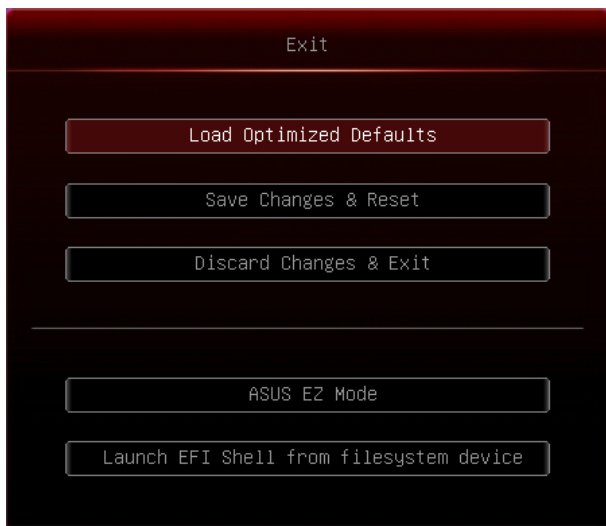 Exit
Load Optimized Defaults
Save Changes & Reset
Discard Changes & Exit
ASUS EZ Mode
Launch EFI Shell from filesystem device